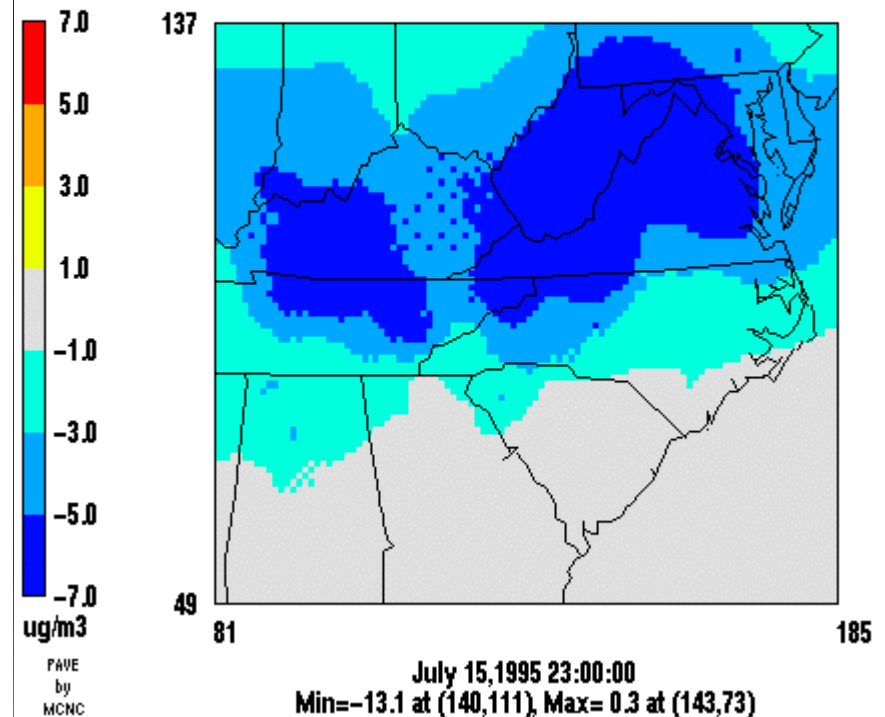 7.0
5.0
3.0
1.0
−1.0
−3.0
−5.0
−7.0
ug/m3
PAVE
by
MCNC
137
49
81
185
July 15,1995 23:00:00
Min=−13.1 at (140,111), Max= 0.3 at (143,73)